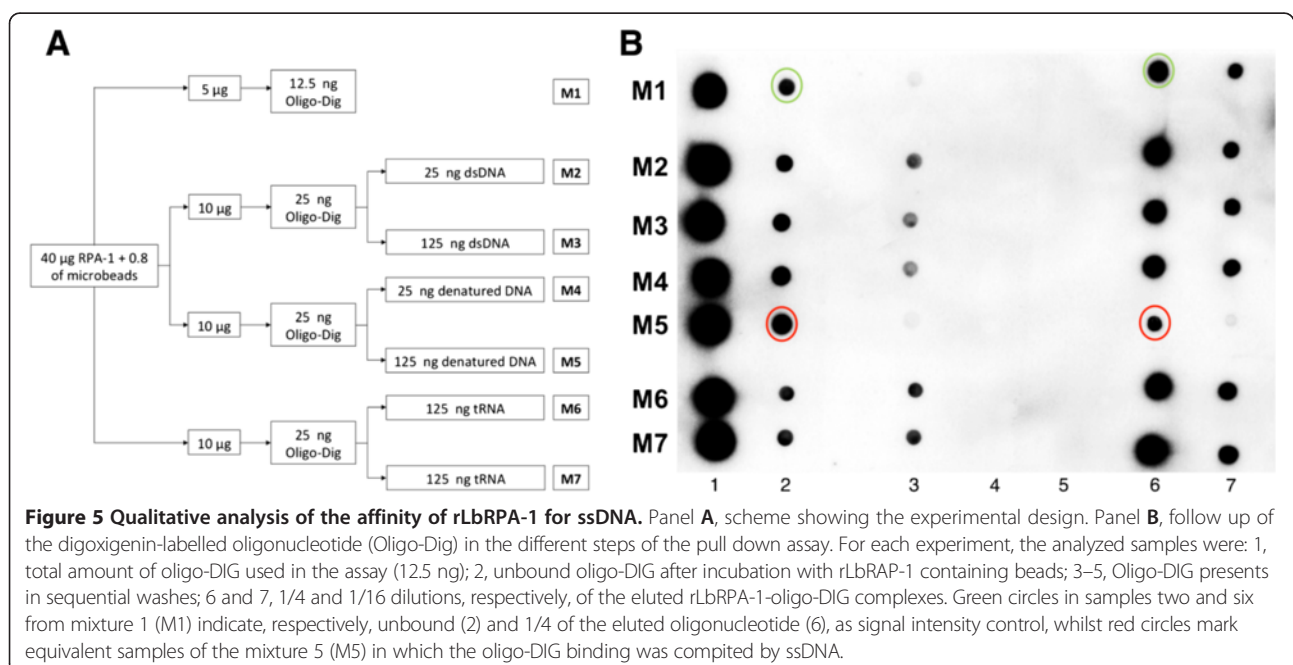 A
B
5 µg
12.5 ng
Oligo-Dig
M1
25 ng dsDNA
M2
10 µg
25 ng
Oligo-Dig
125 ng dsDNA
M3
40 µg RPA-1 + 0.8
of microbeads
25 ng denatured DNA
M4
10 µg
25 ng
Oligo-Dig
125 ng denatured DNA
M5
125 ng tRNA
M6
10 µg
25 ng
Oligo-Dig
125 ng tRNA
M7
M1
M2
M3
M4
M5
M6
M7
1 2 3 4 5 6 7
Figure 5 Qualitative analysis of the affinity of rLbRPA-1 for ssDNA. Panel A, scheme showing the experimental design. Panel B, follow up of
the digoxigenin-labelled oligonucleotide (Oligo-Dig) in the different steps of the pull down assay. For each experiment, the analyzed samples were: 1,
total amount of oligo-DIG used in the assay (12.5 ng); 2, unbound oligo-DIG after incubation with rLbRAP-1 containing beads; 3–5, Oligo-DIG presents
in sequential washes; 6 and 7, 1/4 and 1/16 dilutions, respectively, of the eluted rLbRPA-1-oligo-DIG complexes. Green circles in samples two and six
from mixture 1 (M1) indicate, respectively, unbound (2) and 1/4 of the eluted oligonucleotide (6), as signal intensity control, whilst red circles mark
equivalent samples of the mixture 5 (M5) in which the oligo-DIG binding was compited by ssDNA.